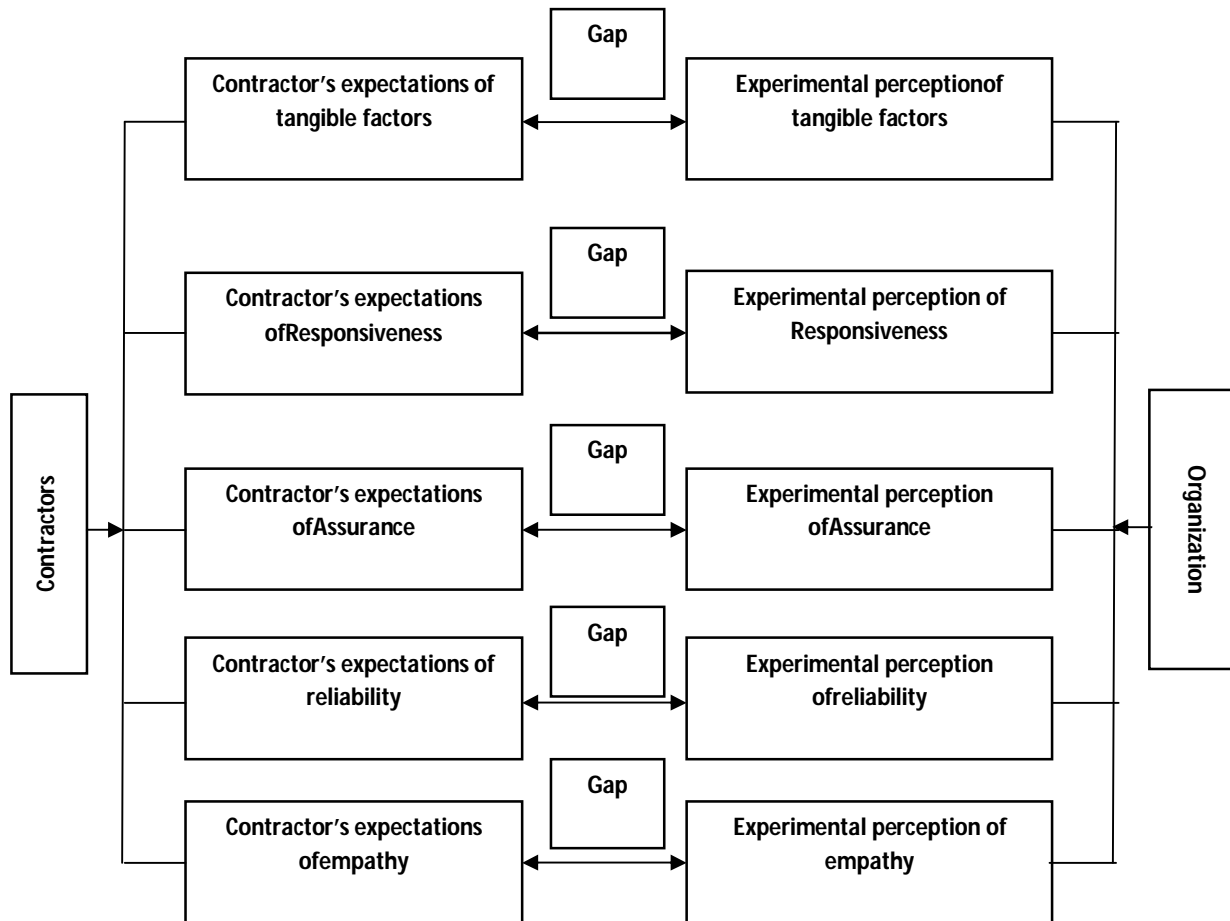 Gap
Contractor's expectations of
tangible factors
Experimental perceptionof
tangible factors
Gap
Contractor's expectations
ofResponsiveness
Experimental perception of
Responsiveness
Gap
Contractor's expectations
ofAssurance
Experimental perception
ofAssurance
Contractors
Organization
Gap
Contractor's expectations of
reliability
Experimental perception
ofreliability
Gap
Contractor's expectations
ofempathy
Experimental perception of
empathy